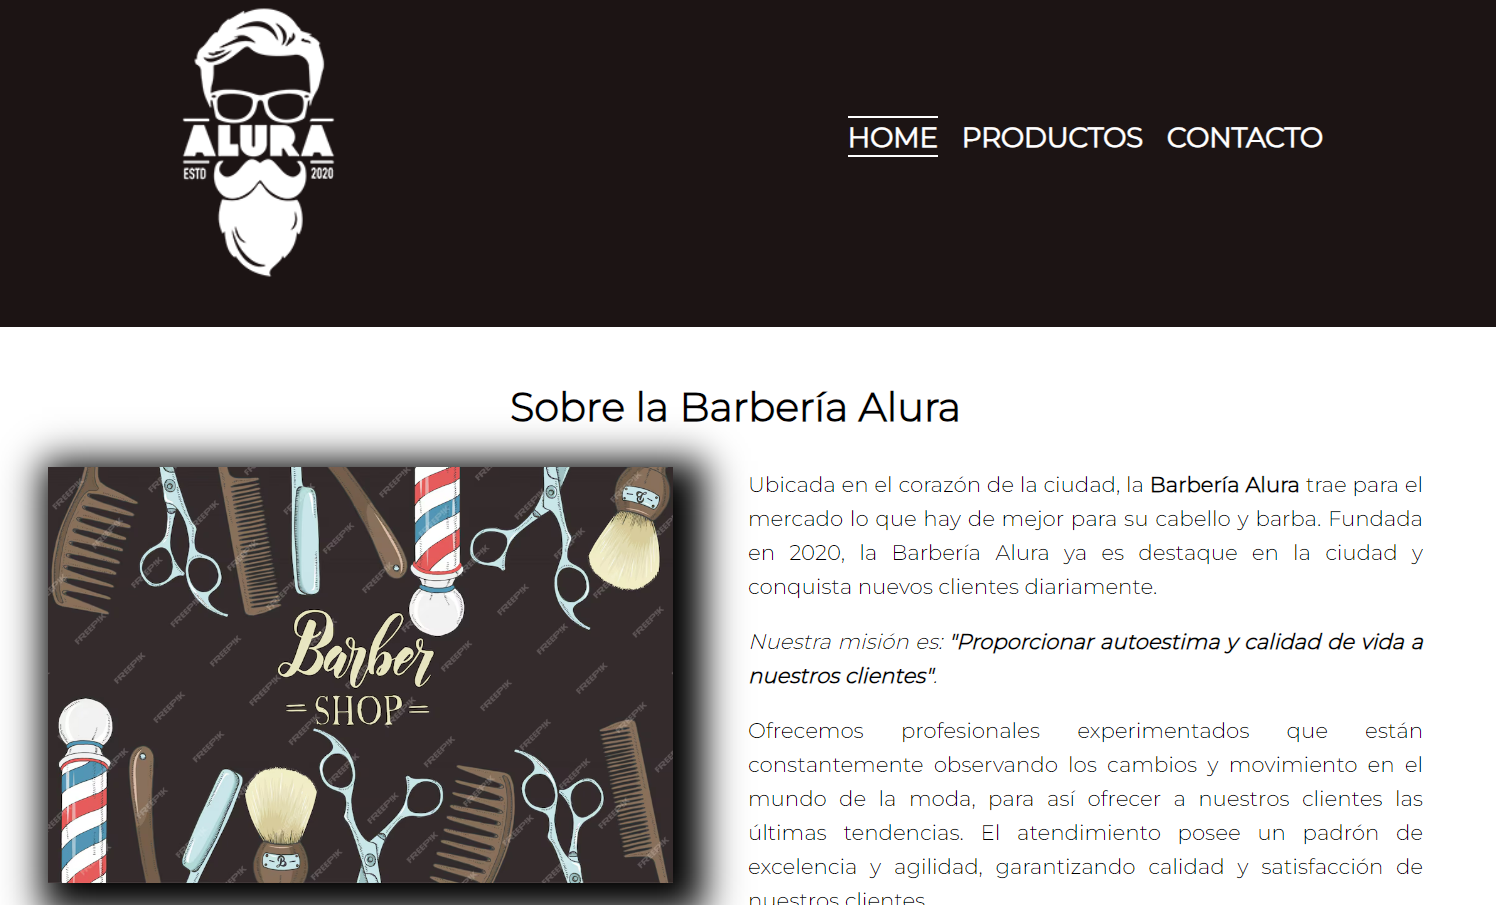 ALURA
ESTD 2020
HOME PRODUCTOS CONTACTO
Sobre la Barbería Alura
Barber
SHOP
B
FREEPIK
Ubicada en el corazón de la ciudad, la Barbería Alura trae para el
mercado lo que hay de mejor para su cabello y barba. Fundada
en 2020, la Barbería Alura ya es destaque en la ciudad y
conquista nuevos clientes diariamente.
Nuestra misión es: "Proporcionar autoestima y calidad de vida a
nuestros clientes".
Ofrecemos profesionales experimentados que están
constantemente observando los cambios y movimiento en el
mundo de la moda, para así ofrecer a nuestros clientes las
últimas tendencias. El atendimiento posee un padrón de
excelencia y agilidad, garantizando calidad y satisfacción de
nuestros clientes.